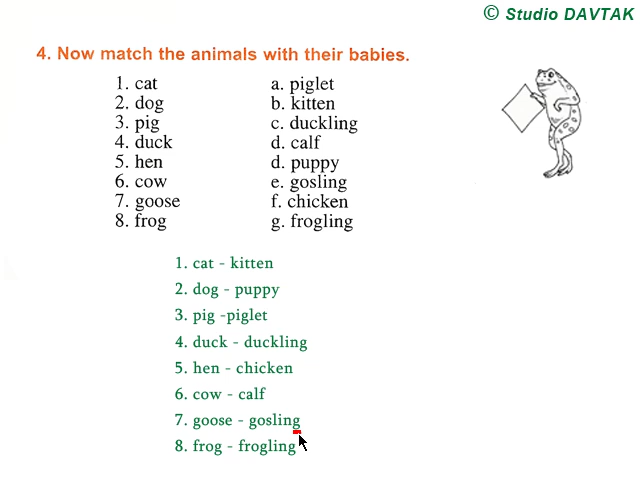 © Studio DAVTAK
4. Now match the animals with their babies.
1. cat a. piglet
2. dog b. kitten
3. pig c. duckling
4. duck d. calf
5. hen d. puppy
6. cow e. gosling
7. goose f. chicken
8. frog g. frogling
1. cat - kitten
2. dog - puppy
3. pig -piglet
4. duck - duckling
5. hen - chicken
6. cow - calf
7. goose - gosling
8. frog - frogling